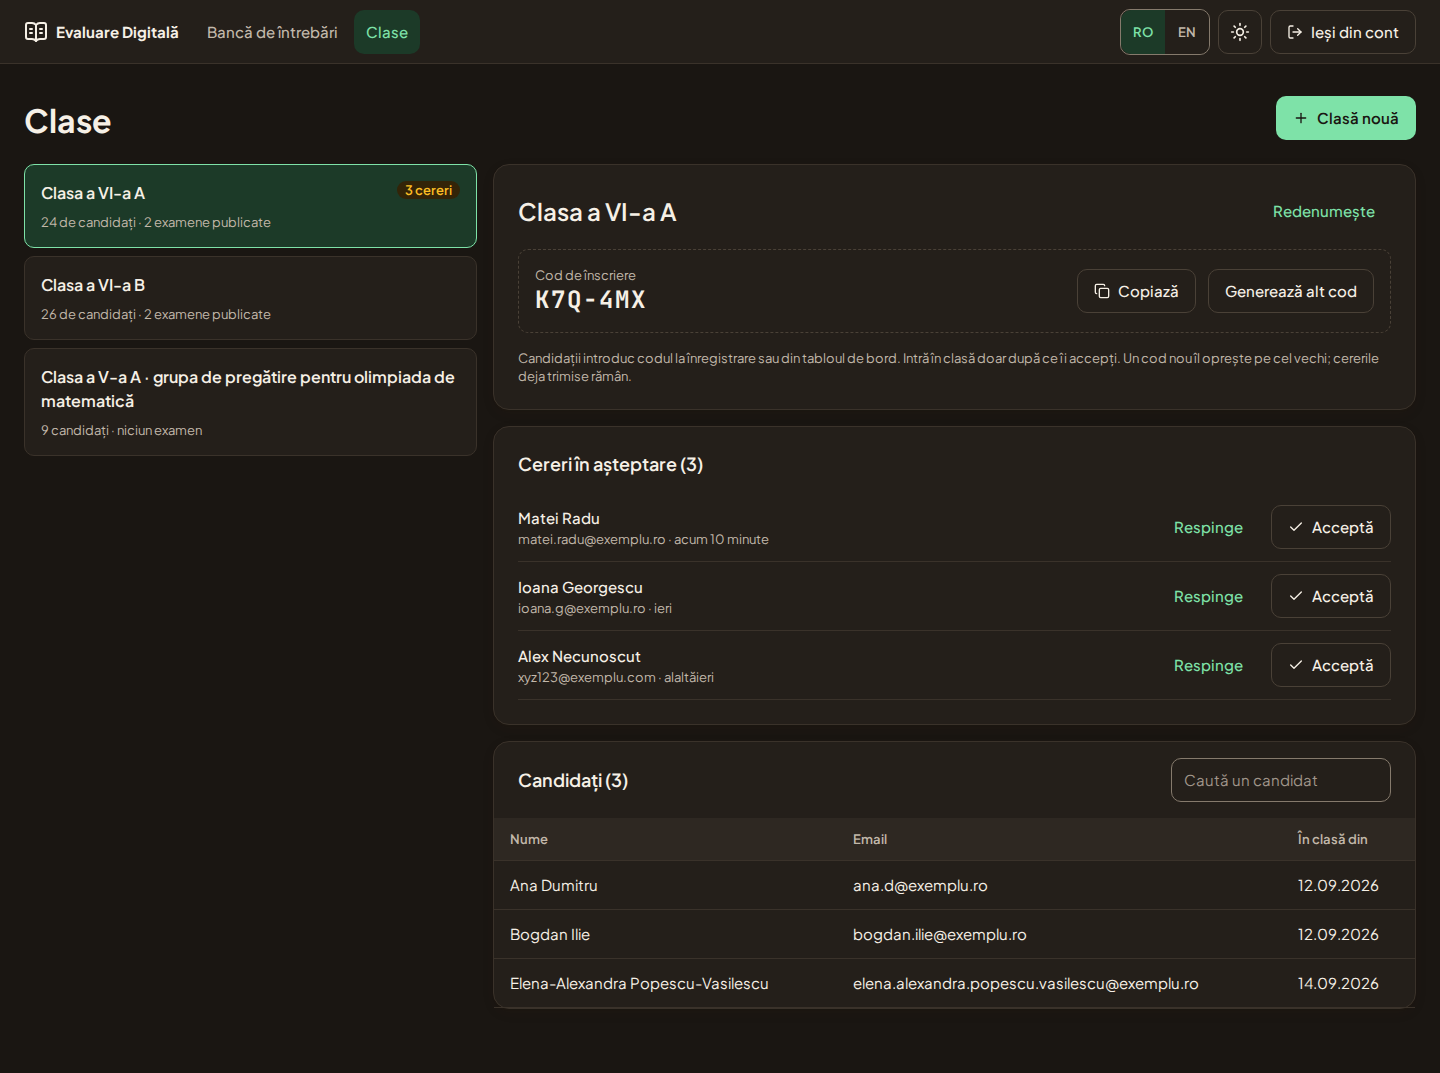 Evaluare Digitală
Bancă de întrebări
Clase
RO
EN
Ieși din cont
Clase
Clasă nouă
Clasa a VI-a A
3 cereri
24 de candidați · 2 examene publicate
Clasa a VI-a B
26 de candidați · 2 examene publicate
Clasa a V-a A · grupa de pregătire pentru olimpiada de
matematică
9 candidați · niciun examen
Clasa a VI-a A
Redenumește
Cod de înscriere
K7Q-4MX
Copiază
Generează alt cod
Candidații introduc codul la înregistrare sau din tabloul de bord. Intră în clasă doar după ce îi accepți. Un cod nou îl oprește pe cel vechi; cererile
deja trimise rămân.
Cereri în așteptare (3)
Matei Radu
matei.radu@exemplu.ro · acum 10 minute
Respinge
Acceptă
Ioana Georgescu
ioana.g@exemplu.ro · ieri
Respinge
Acceptă
Alex Necunoscut
xyz123@exemplu.com · alaltăieri
Respinge
Acceptă
Candidați (3)
Caută un candidat
Nume
Email
În clasă din
Ana Dumitru
ana.d@exemplu.ro
12.09.2026
Bogdan Ilie
bogdan.ilie@exemplu.ro
12.09.2026
Elena-Alexandra Popescu-Vasilescu
elena.alexandra.popescu.vasilescu@exemplu.ro
14.09.2026